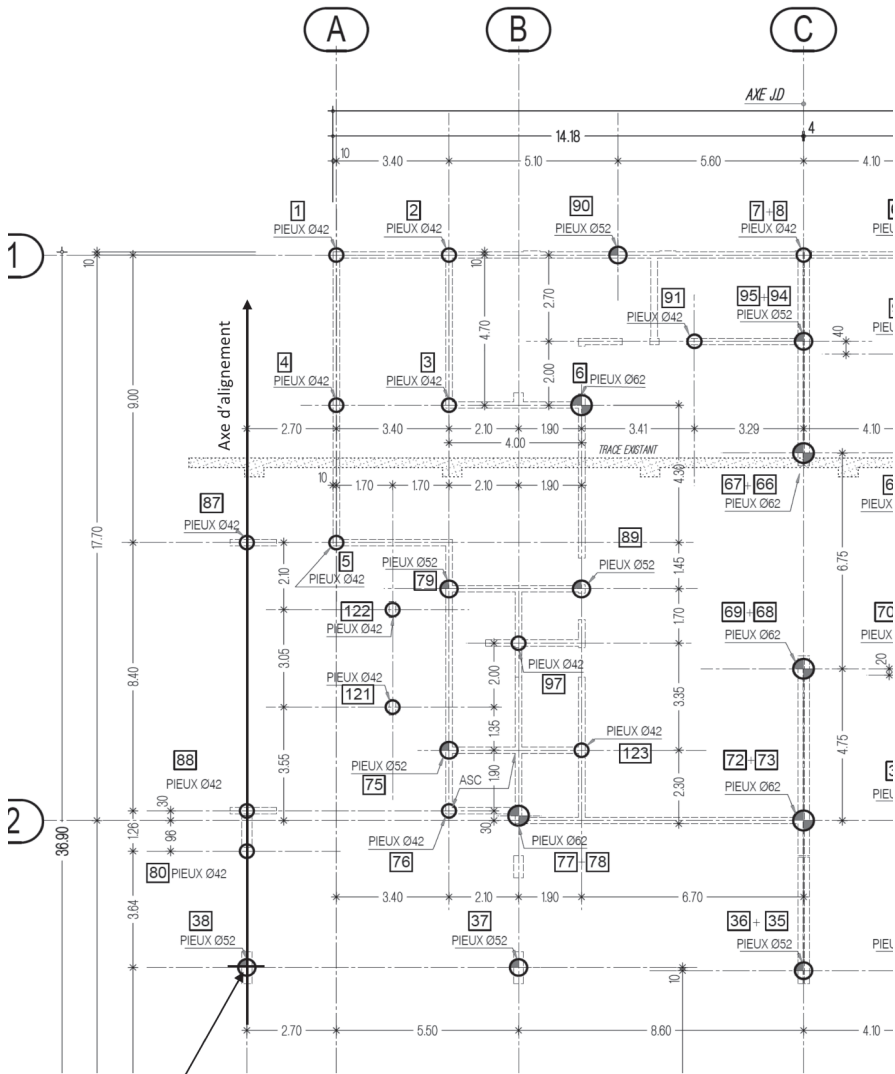 A B C
AXE J.D
14.18 4
10 3.40 5.10 5.60 4.10
1 2 90 7+8
PIEUX Ø42 PIEUX Ø42 PIEUX Ø52 PIEUX Ø42
1
10 10
2.70 91 95+94
PIEUX Ø42 PIEUX Ø52
4.70 40
Axe d'alignement
4 3 6 PIEUX Ø62
PIEUX Ø42 PIEUX Ø42 2.00
9.00
2.70 3.40 2.10 1.90 3.41 3.29 4.10
4.00
TRACE EXISTANT
4.30
10 1.70 1.70 2.10 1.90
67+66
PIEUX Ø62
87
PIEUX Ø42
17.70
5 89
PIEUX Ø42 PIEUX Ø52 PIEUX Ø52
79
2.10 1.45 6.75
122
PIEUX Ø42
1.70
69+68
PIEUX Ø62
70
20
3.05
PIEUX Ø42
97
2.00
PIEUX Ø42
121
8.40 3.35
1.35
PIEUX Ø42
123
4.75
88
PIEUX Ø42
3.55
PIEUX Ø52
75
ASC
1.90
72+73
PIEUX Ø62
30 2.30
2
36.90
30
1.26 96
PIEUX Ø42
76
PIEUX Ø62
77+78
80 PIEUX Ø42
3.40 2.10 1.90 6.70
3.64
38 37 36+35
PIEUX Ø52 PIEUX Ø52 PIEUX Ø52
10
2.70 5.50 8.60 4.10